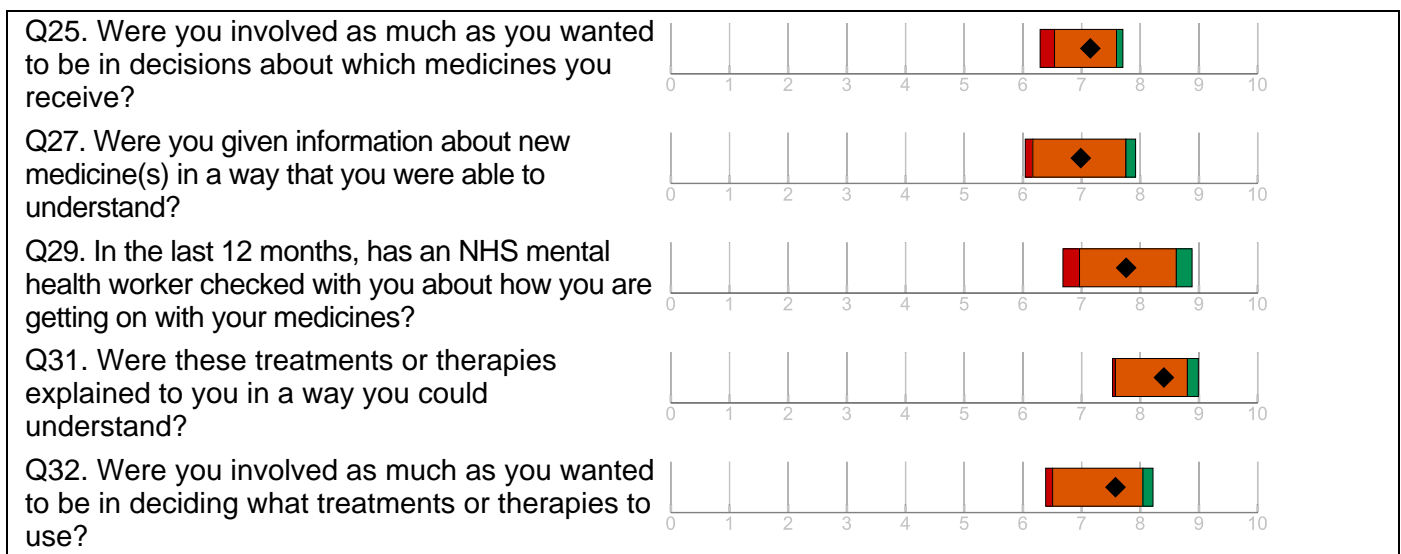 Q25. Were you involved as much as you wanted
to be in decisions about which medicines you
receive?
0 1 2 3 4 5 6 7 8 9 10
Q27. Were you given information about new
medicine(s) in a way that you were able to
understand?
0 1 2 3 4 5 6 7 8 9 10
Q29. In the last 12 months, has an NHS mental
health worker checked with you about how you are
getting on with your medicines?
0 1 2 3 4 5 6 7 8 9 10
Q31. Were these treatments or therapies
explained to you in a way you could
understand?
0 1 2 3 4 5 6 7 8 9 10
Q32. Were you involved as much as you wanted
to be in deciding what treatments or therapies to
use?
0 1 2 3 4 5 6 7 8 9 10